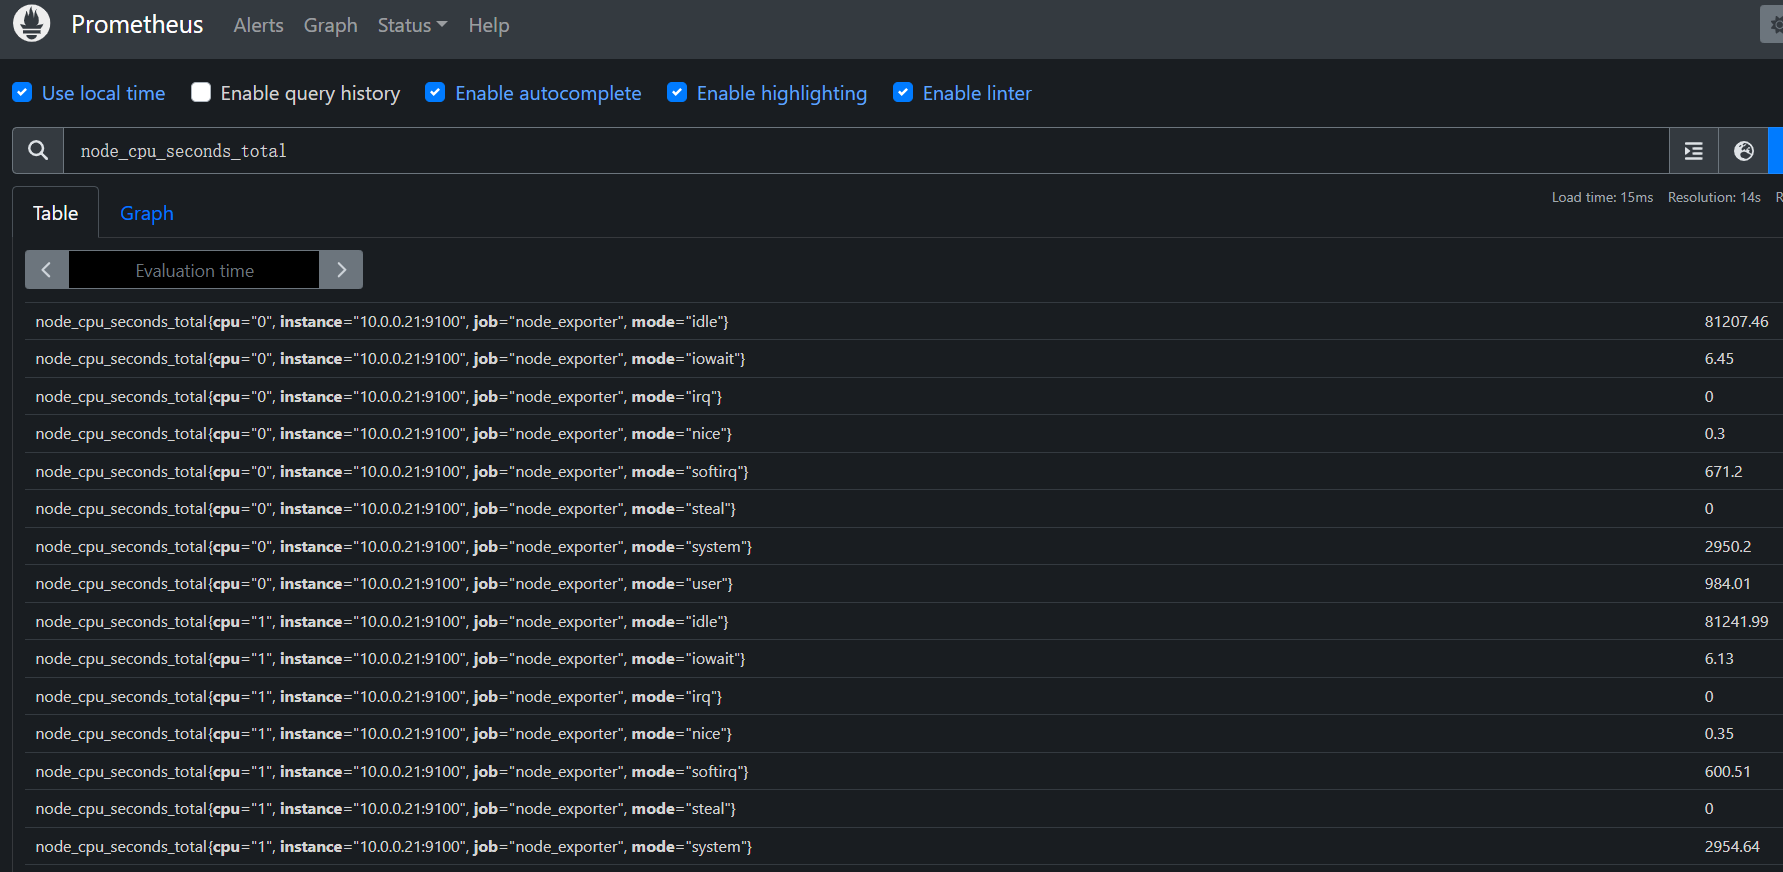 Prometheus Alerts Graph Status Help
Use local time Enable query history Enable autocomplete Enable highlighting Enable linter
node_cpu_seconds_total
Load time: 15ms Resolution: 14s R
Table Graph
Evaluation time
node_cpu_seconds_total{cpu="0", instance="10.0.0.21:9100", job="node_exporter", mode="idle"} 81207.46
node_cpu_seconds_total{cpu="0", instance="10.0.0.21:9100", job="node_exporter", mode="iowait"} 6.45
node_cpu_seconds_total{cpu="0", instance="10.0.0.21:9100", job="node_exporter", mode="irq"} 0
node_cpu_seconds_total{cpu="0", instance="10.0.0.21:9100", job="node_exporter", mode="nice"} 0.3
node_cpu_seconds_total{cpu="0", instance="10.0.0.21:9100", job="node_exporter", mode="softirq"} 671.2
node_cpu_seconds_total{cpu="0", instance="10.0.0.21:9100", job="node_exporter", mode="steal"} 0
node_cpu_seconds_total{cpu="0", instance="10.0.0.21:9100", job="node_exporter", mode="system"} 2950.2
node_cpu_seconds_total{cpu="0", instance="10.0.0.21:9100", job="node_exporter", mode="user"} 984.01
node_cpu_seconds_total{cpu="1", instance="10.0.0.21:9100", job="node_exporter", mode="idle"} 81241.99
node_cpu_seconds_total{cpu="1", instance="10.0.0.21:9100", job="node_exporter", mode="iowait"} 6.13
node_cpu_seconds_total{cpu="1", instance="10.0.0.21:9100", job="node_exporter", mode="irq"} 0
node_cpu_seconds_total{cpu="1", instance="10.0.0.21:9100", job="node_exporter", mode="nice"} 0.35
node_cpu_seconds_total{cpu="1", instance="10.0.0.21:9100", job="node_exporter", mode="softirq"} 600.51
node_cpu_seconds_total{cpu="1", instance="10.0.0.21:9100", job="node_exporter", mode="steal"} 0
node_cpu_seconds_total{cpu="1", instance="10.0.0.21:9100", job="node_exporter", mode="system"} 2954.64